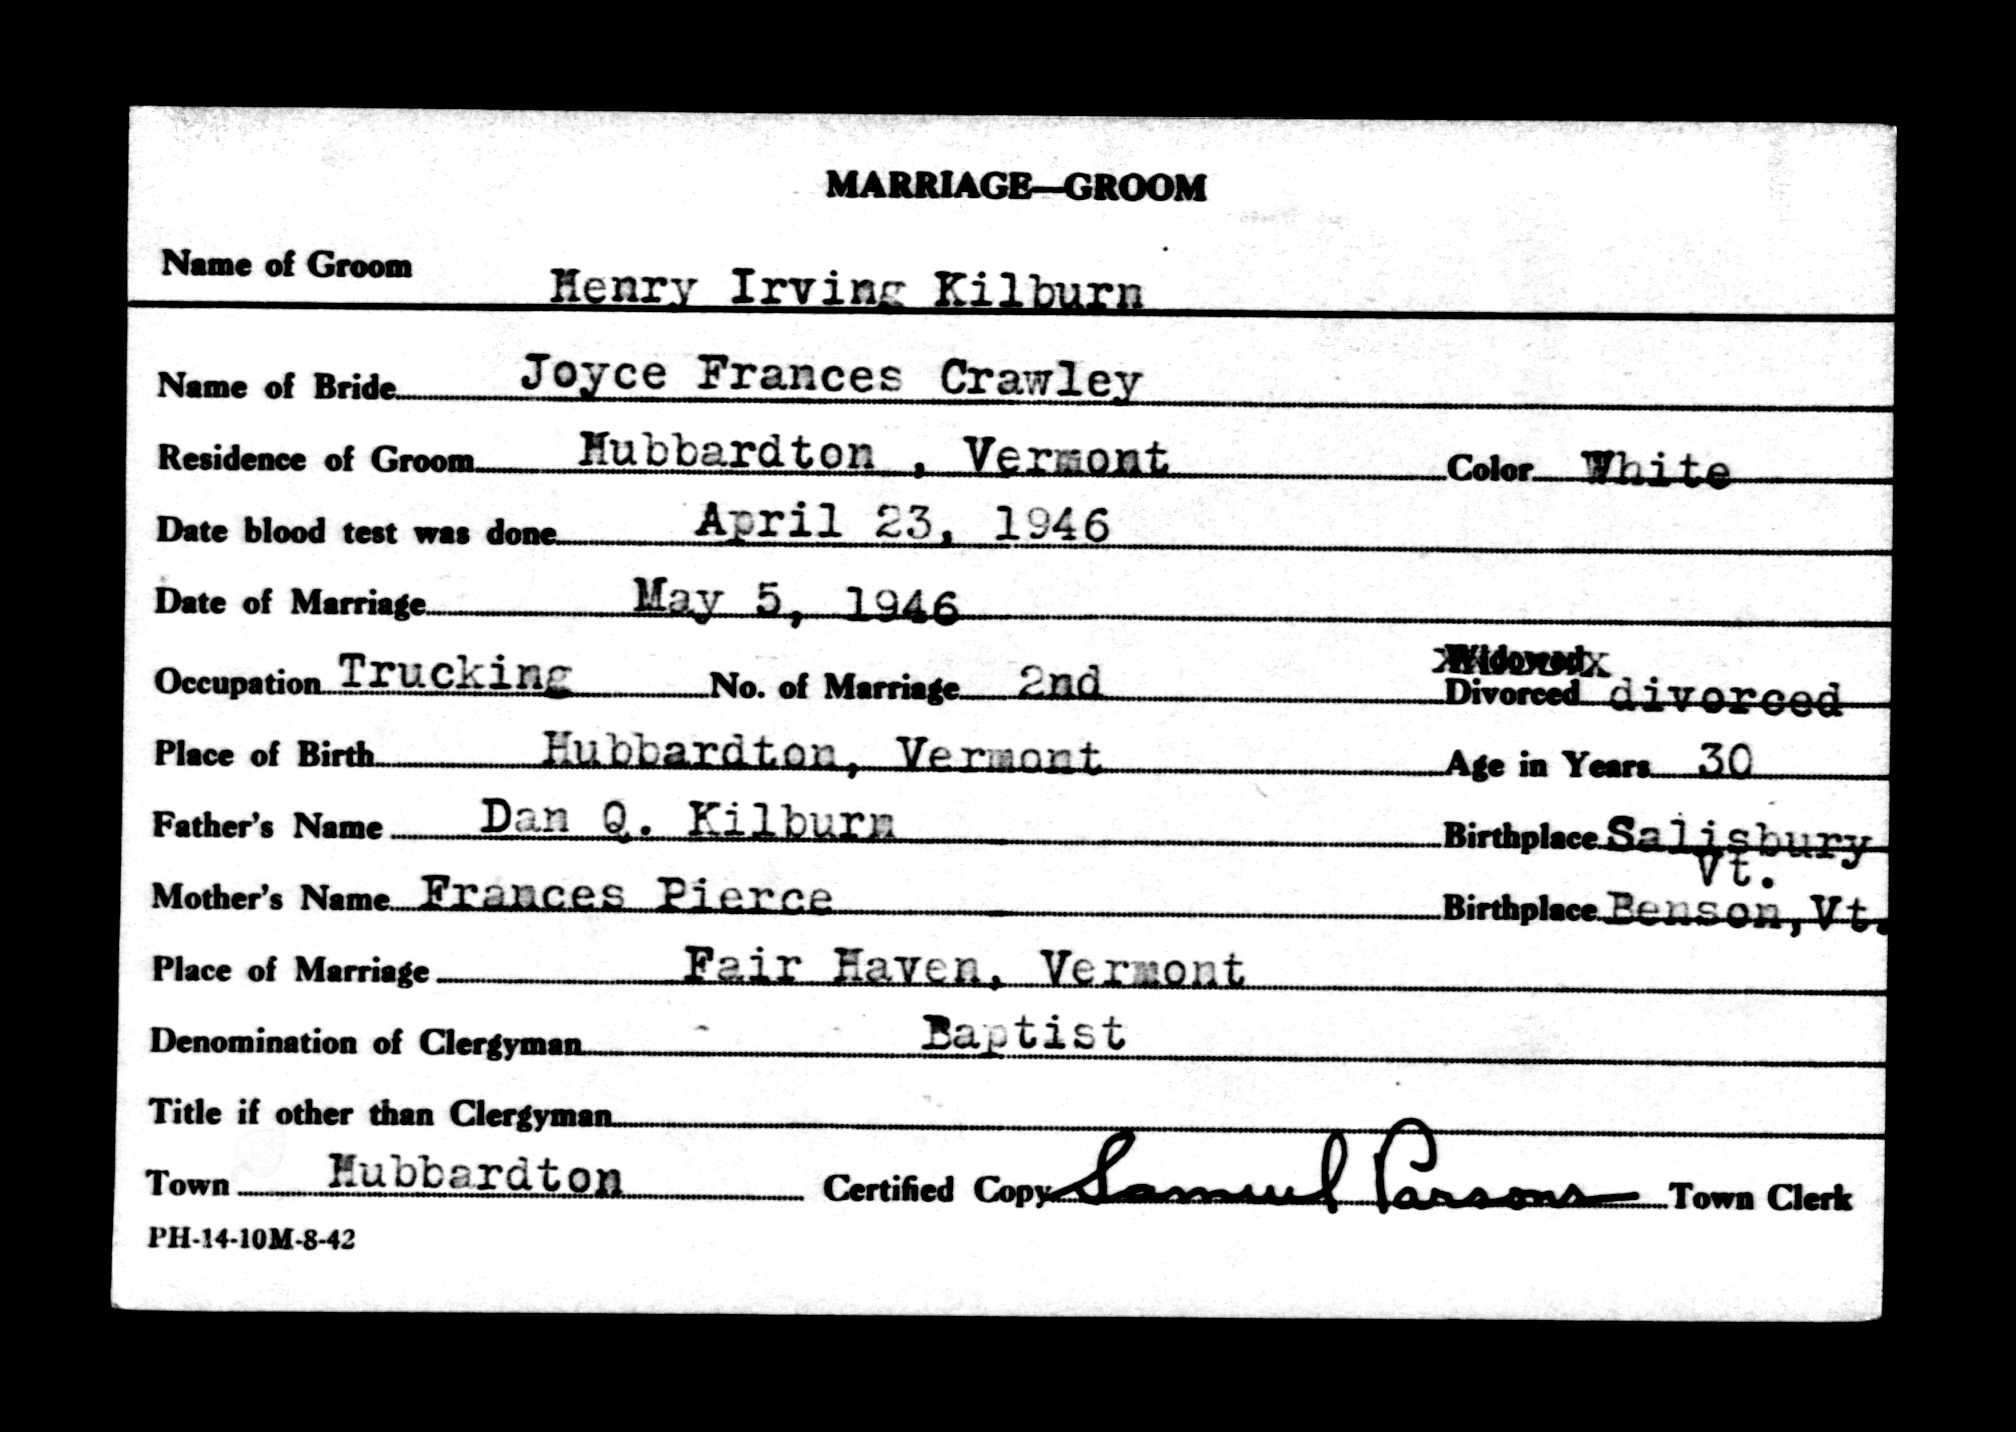 MARRIAGE—GROOM
Name of Groom Henry Irving Kilburn
Name of Bride Joyce Frances Crawley
Residence of Groom Hubbardton , Vermont Color White
Date blood test was done April 23, 1946
Date of Marriage May 5, 1946
Widowed
Occupation Trucking No. of Marriage 2nd Divorced divorced
Place of Birth Hubbardton, Vermont Age in Years 30
Father's Name Dan Q. Kilburn Birthplace Salisbury
Vt.
Mother's Name Frances Pierce Birthplace Benson, Vt.
Place of Marriage Fair Haven, Vermont
Denomination of Clergyman Baptist
Title if other than Clergyman
Town Hubbardton Certified Copy Samuel Parsons Town Clerk
PH-14-10M-8-42